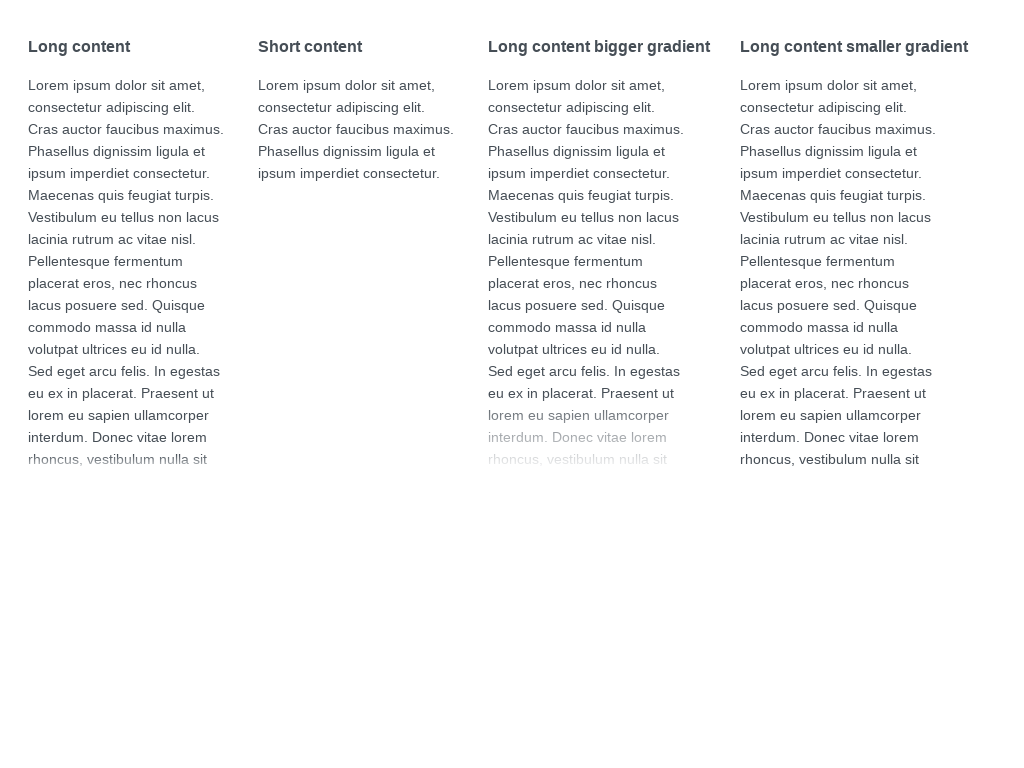 Long content
Lorem ipsum dolor sit amet,
consectetur adipiscing elit.
Cras auctor faucibus maximus.
Phasellus dignissim ligula et
ipsum imperdiet consectetur.
Maecenas quis feugiat turpis.
Vestibulum eu tellus non lacus
lacinia rutrum ac vitae nisl.
Pellentesque fermentum
placerat eros, nec rhoncus
lacus posuere sed. Quisque
commodo massa id nulla
volutpat ultrices eu id nulla.
Sed eget arcu felis. In egestas
eu ex in placerat. Praesent ut
lorem eu sapien ullamcorper
interdum. Donec vitae lorem
rhoncus, vestibulum nulla sit
Short content
Lorem ipsum dolor sit amet,
consectetur adipiscing elit.
Cras auctor faucibus maximus.
Phasellus dignissim ligula et
ipsum imperdiet consectetur.
Long content bigger gradient
Lorem ipsum dolor sit amet,
consectetur adipiscing elit.
Cras auctor faucibus maximus.
Phasellus dignissim ligula et
ipsum imperdiet consectetur.
Maecenas quis feugiat turpis.
Vestibulum eu tellus non lacus
lacinia rutrum ac vitae nisl.
Pellentesque fermentum
placerat eros, nec rhoncus
lacus posuere sed. Quisque
commodo massa id nulla
volutpat ultrices eu id nulla.
Sed eget arcu felis. In egestas
eu ex in placerat. Praesent ut
lorem eu sapien ullamcorper
interdum. Donec vitae lorem
rhoncus, vestibulum nulla sit
Long content smaller gradient
Lorem ipsum dolor sit amet,
consectetur adipiscing elit.
Cras auctor faucibus maximus.
Phasellus dignissim ligula et
ipsum imperdiet consectetur.
Maecenas quis feugiat turpis.
Vestibulum eu tellus non lacus
lacinia rutrum ac vitae nisl.
Pellentesque fermentum
placerat eros, nec rhoncus
lacus posuere sed. Quisque
commodo massa id nulla
volutpat ultrices eu id nulla.
Sed eget arcu felis. In egestas
eu ex in placerat. Praesent ut
lorem eu sapien ullamcorper
interdum. Donec vitae lorem
rhoncus, vestibulum nulla sit